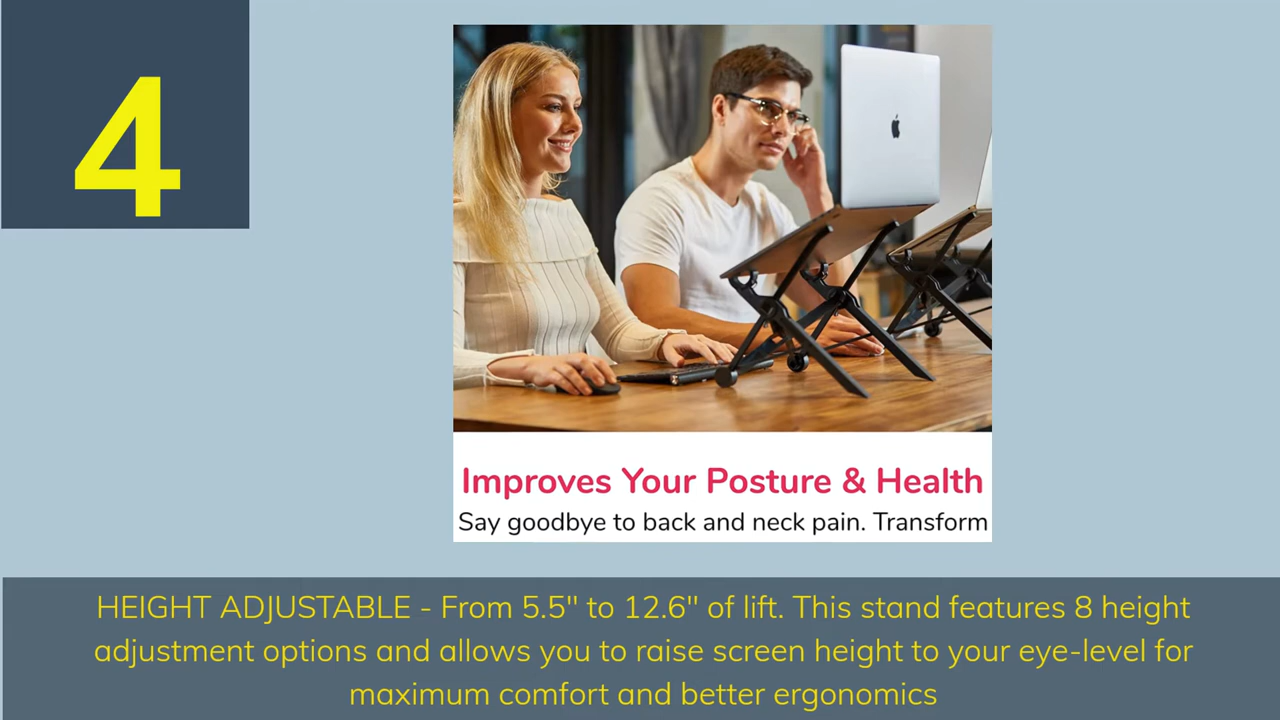 4
Improves Your Posture & Health
Say goodbye to back and neck pain. Transform
HEIGHT ADJUSTABLE - From 5.5" to 12.6" of lift. This stand features 8 height
adjustment options and allows you to raise screen height to your eye-level for
maximum comfort and better ergonomics